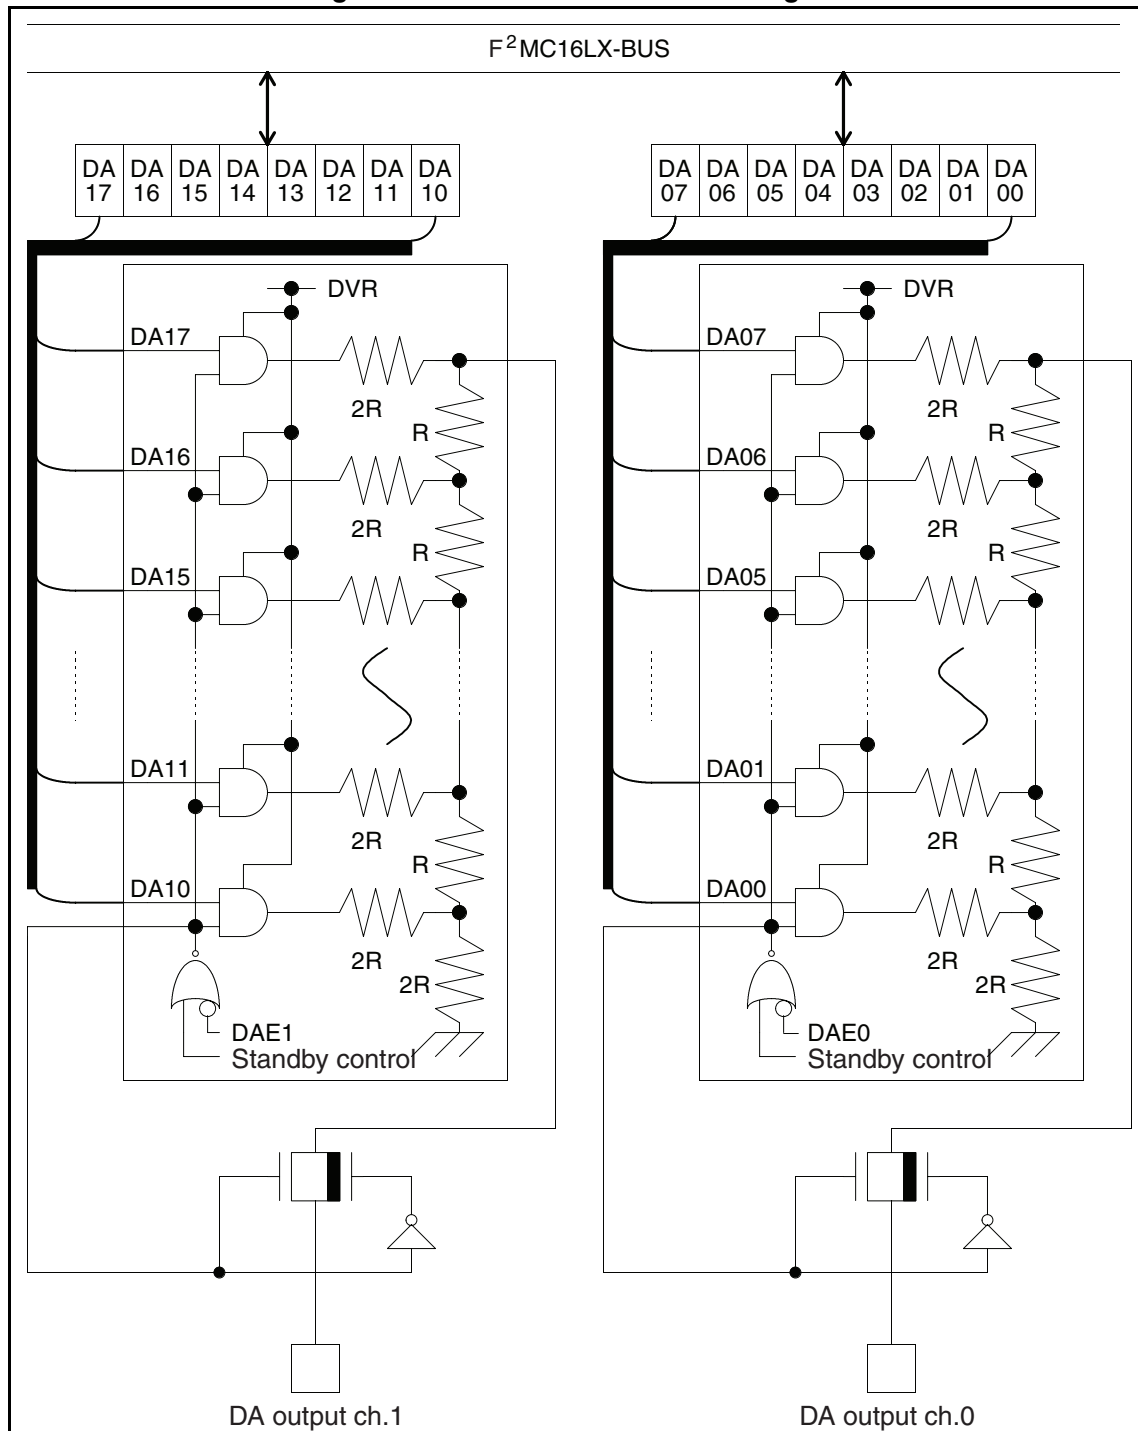 F²MC16LX-BUS
DA 17 DA 16 DA 15 DA 14 DA 13 DA 12 DA 11 DA 10
DA 07 DA 06 DA 05 DA 04 DA 03 DA 02 DA 01 DA 00
DVR
DA17
2R
R
DA16
2R
R
DA15
DA11
2R
R
DA10
2R
2R
DAE1
Standby control
DA output ch.1
DVR
DA07
2R
R
DA06
2R
R
DA05
DA01
2R
R
DA00
2R
2R
DAE0
Standby control
DA output ch.0